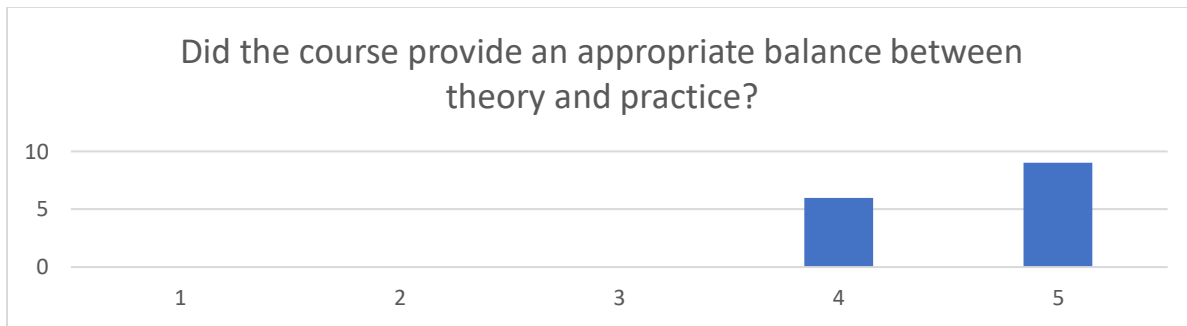 Did the course provide an appropriate balance between
theory and practice?
10
5
0
1 2 3 4 5